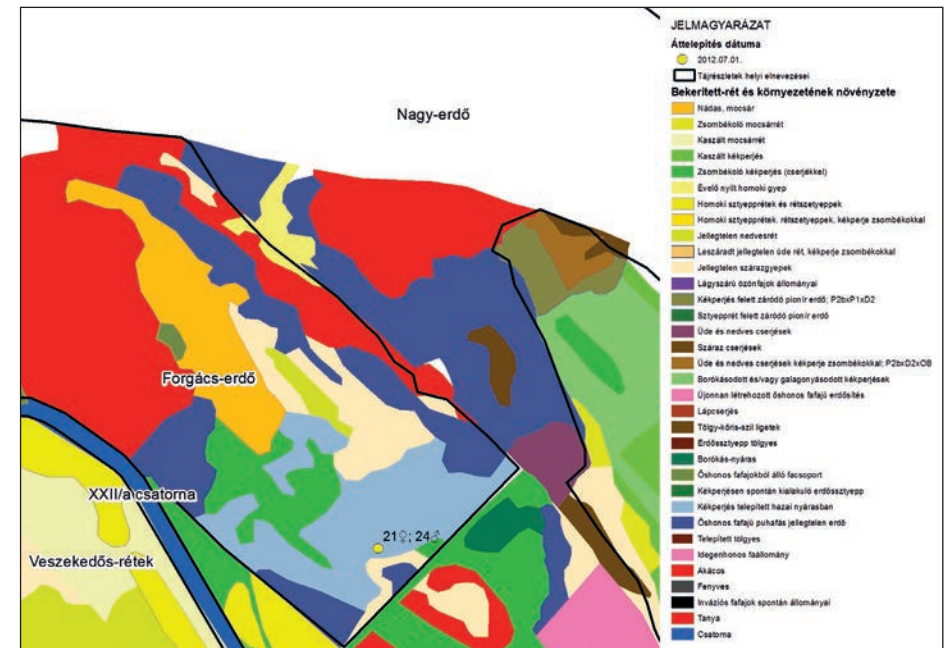 Nagy-erdő
Forgács-erdő
XXII/a csatorna
Veszekedős-rétek
21♀; 24♂
JELMAGYARÁZAT
Áttelepítés dátuma
2012.07.01.
Tájrészletek helyi elnevezései
Bekerített-rét és környezetének növényzete
Nádas, mocsár
Zsombékoló mocsárrét
Kaszált mocsárrét
Kaszált kékperjés
Zsombékoló kékperjés (cserjékkel)
Évelő nyílt homoki gyep
Homoki sztyepprétek és rétsztyeppek
Homoki sztyepprétek, rétsztyeppek, kékperje zsombékokkal
Jellegtelen nedvesrét
Leszáradt jellegtelen üde rét, kékperje zsombékokkal
Jellegtelen szárazgyepek
Lágyszárú özönfajok állományai
Kékperjés felett záródó pionír erdő; P2bxP1xD2
Sztyepprét felett záródó pionír erdő
Üde és nedves cserjések
Száraz cserjések
Üde és nedves cserjések kékperje zsombékokkal; P2bxD2xOB
Borókásodott és/vagy galagonyásodott kékperjések
Újonnan létrehozott őshonos fafajú erdősítés
Lápcserjés
Tölgy-kőris-szil ligetek
Erdőssztyepp tölgyes
Borókás-nyáras
Őshonos fafajokból álló facsoport
Kékperjésen spontán kialakuló erdőssztyepp
Kékperjés telepített hazai nyárasban
Őshonos fafajú puhafás jellegtelen erdő
Telepített tölgyes
Idegenhonos faállomány
Akácos
Fenyves
Inváziós fafajok spontán állományai
Tanya
Csatorna